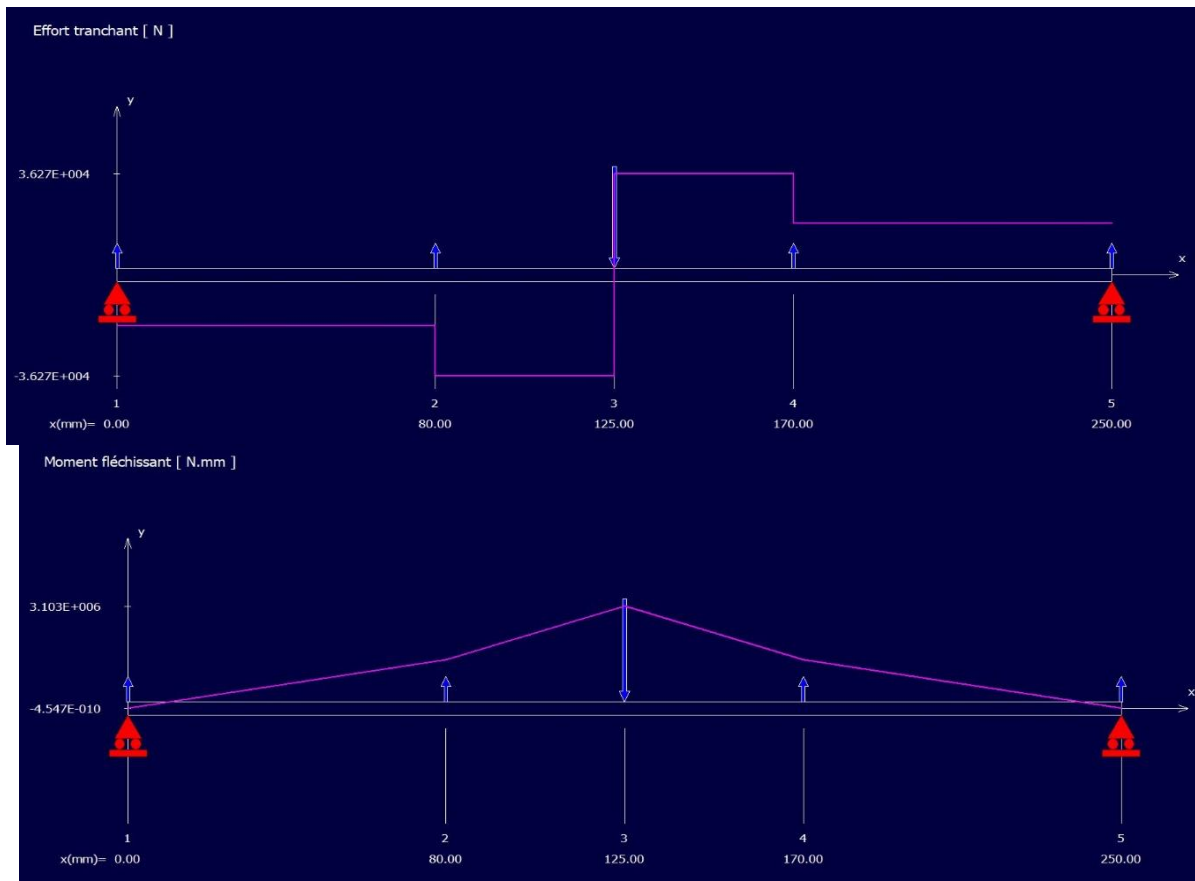 Effort tranchant [ N ]
y
3.627E+004
x
-3.627E+004
1 2 3 4 5
x(mm)= 0.00 80.00 125.00 170.00 250.00
Moment fléchissant [ N.mm ]
y
3.103E+006
x
-4.547E-010
1 2 3 4 5
x(mm)= 0.00 80.00 125.00 170.00 250.00